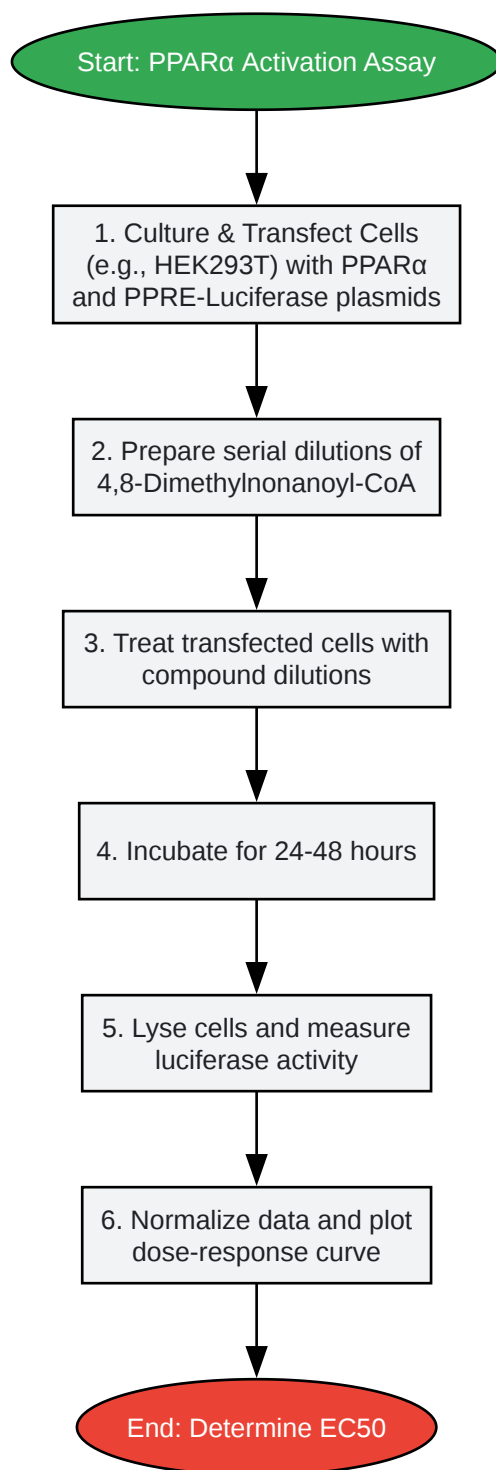 Start: PPARα Activation Assay
1. Culture & Transfect Cells
(e.g., HEK293T) with PPARα
and PPRE-Luciferase plasmids
2. Prepare serial dilutions of
4,8-Dimethylnonanoyl-CoA
3. Treat transfected cells with
compound dilutions
4. Incubate for 24-48 hours
5. Lyse cells and measure
luciferase activity
6. Normalize data and plot
dose-response curve
End: Determine EC50